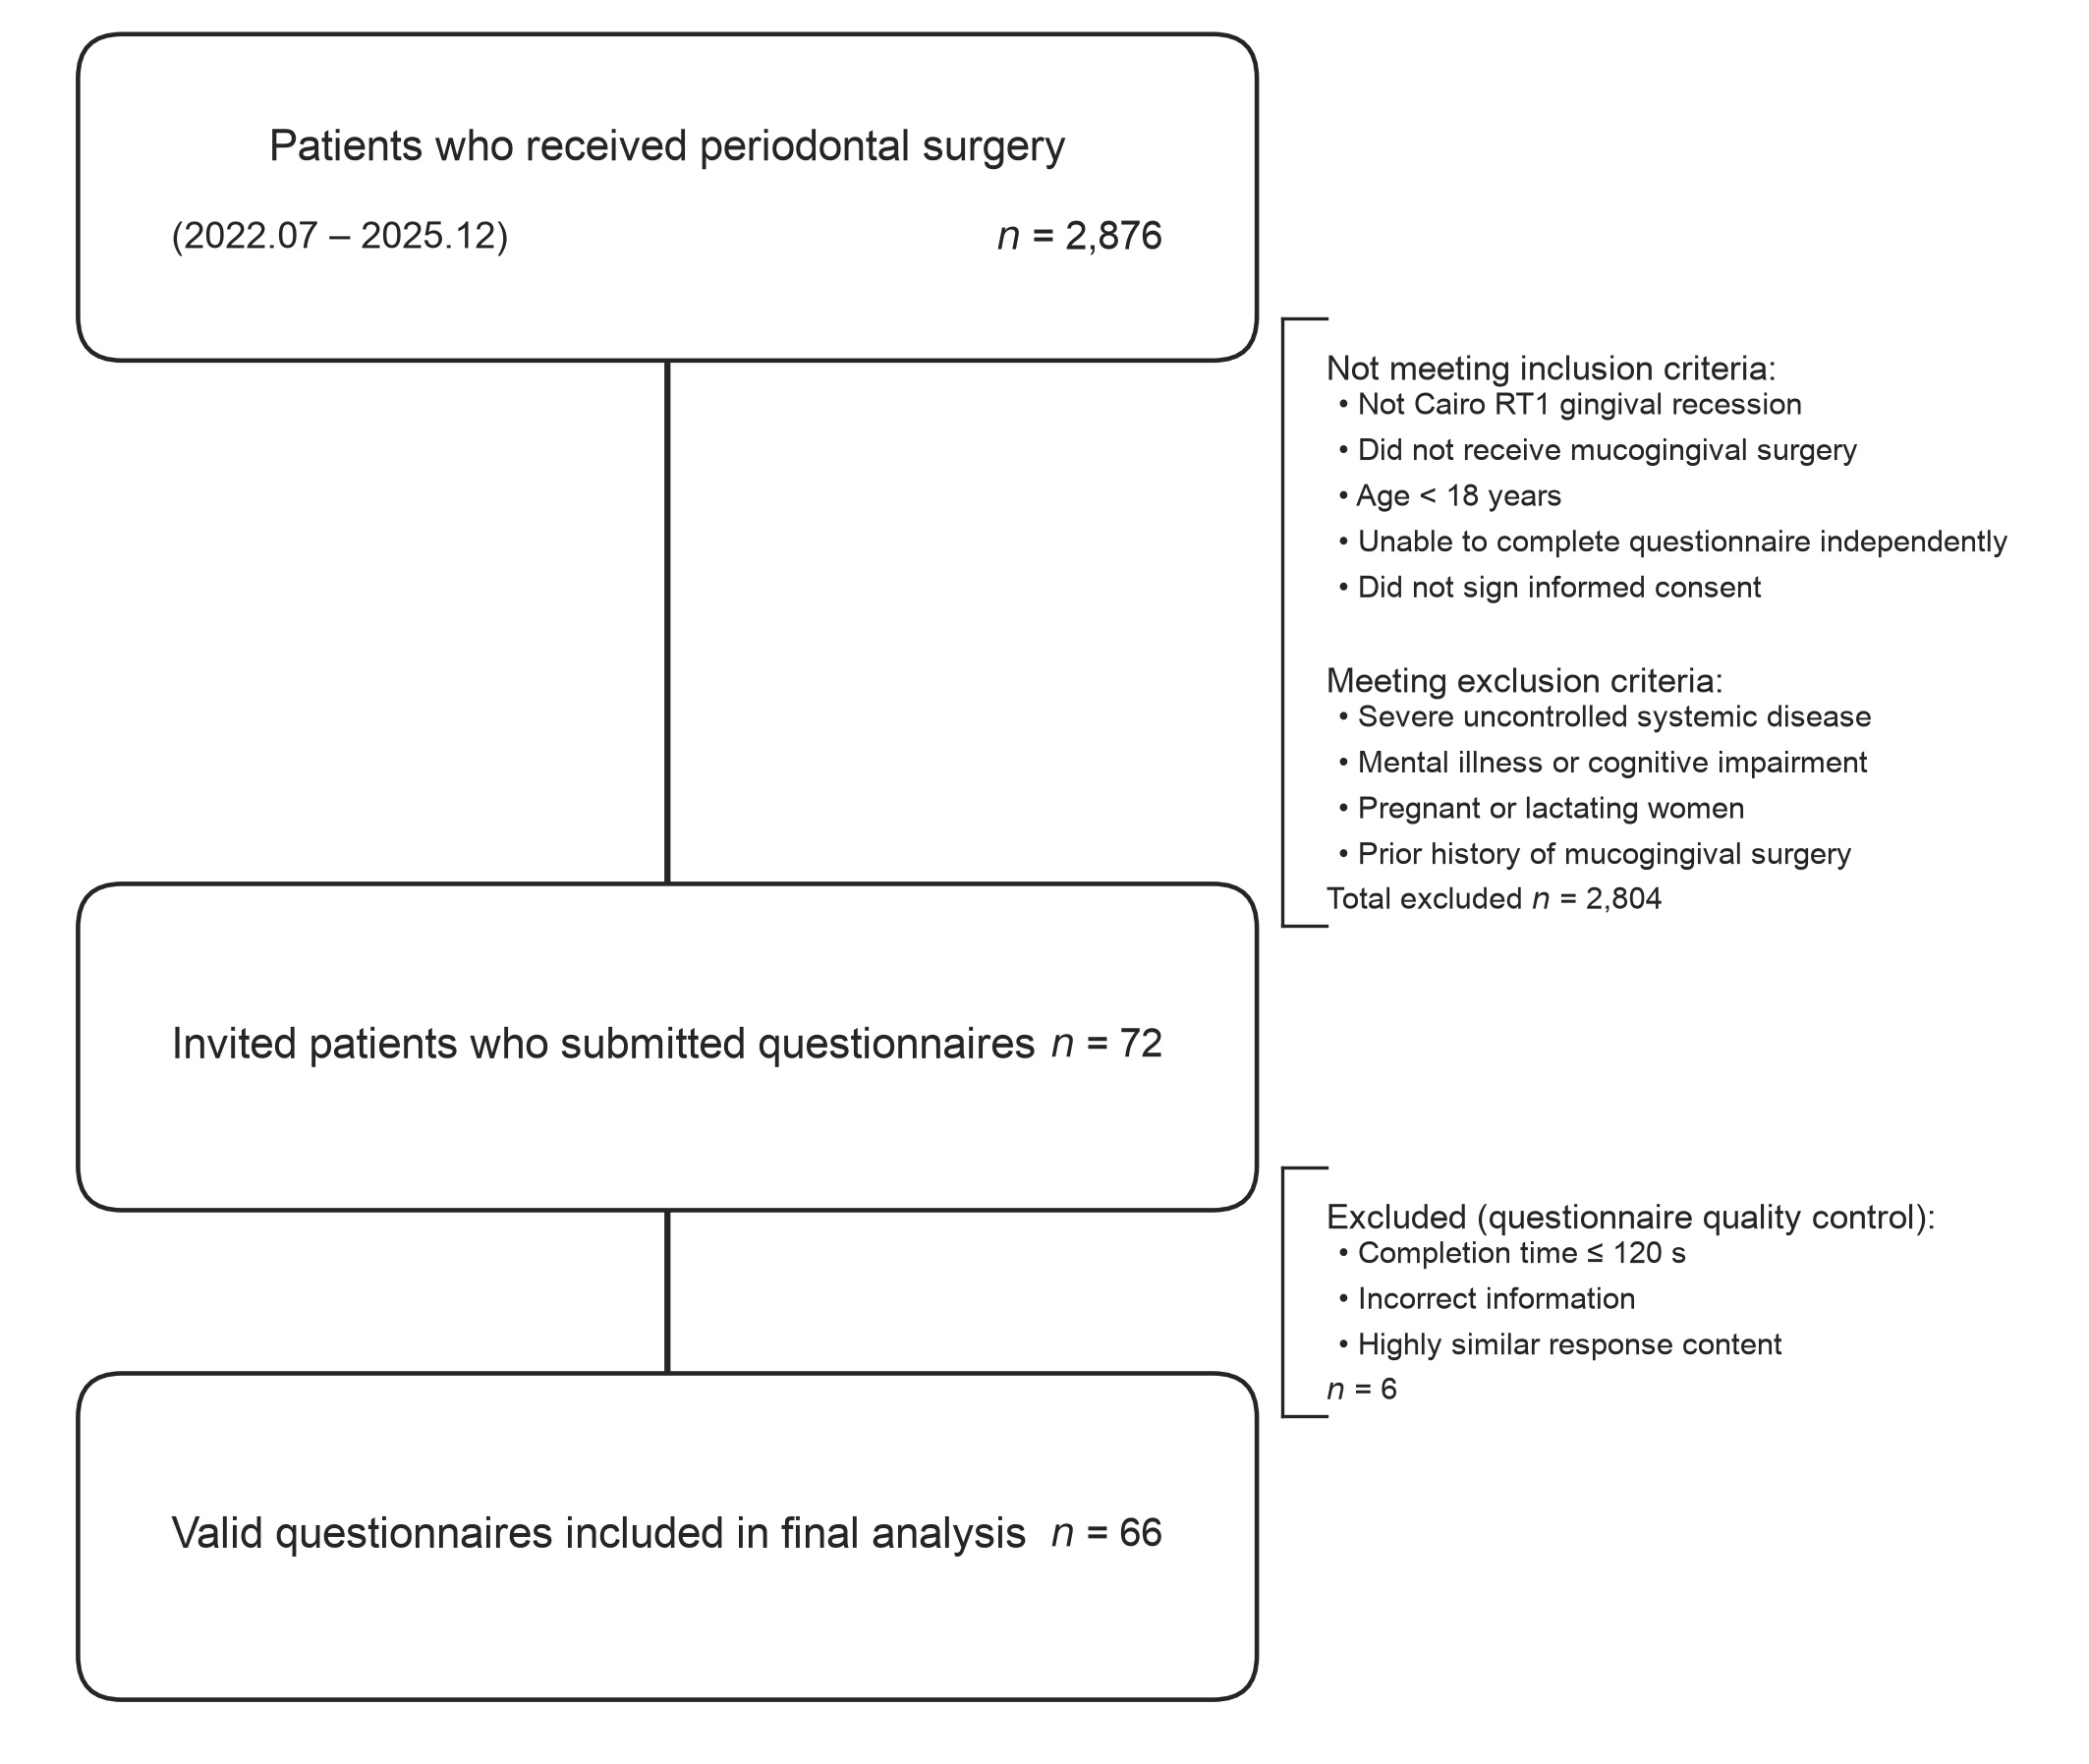 Patients who received periodontal surgery
(2022.07 – 2025.12) n = 2,876
Not meeting inclusion criteria:
• Not Cairo RT1 gingival recession
• Did not receive mucogingival surgery
• Age < 18 years
• Unable to complete questionnaire independently
• Did not sign informed consent
Meeting exclusion criteria:
• Severe uncontrolled systemic disease
• Mental illness or cognitive impairment
• Pregnant or lactating women
• Prior history of mucogingival surgery
Total excluded n = 2,804
Invited patients who submitted questionnaires n = 72
Excluded (questionnaire quality control):
• Completion time ≤ 120 s
• Incorrect information
• Highly similar response content
n = 6
Valid questionnaires included in final analysis n = 66